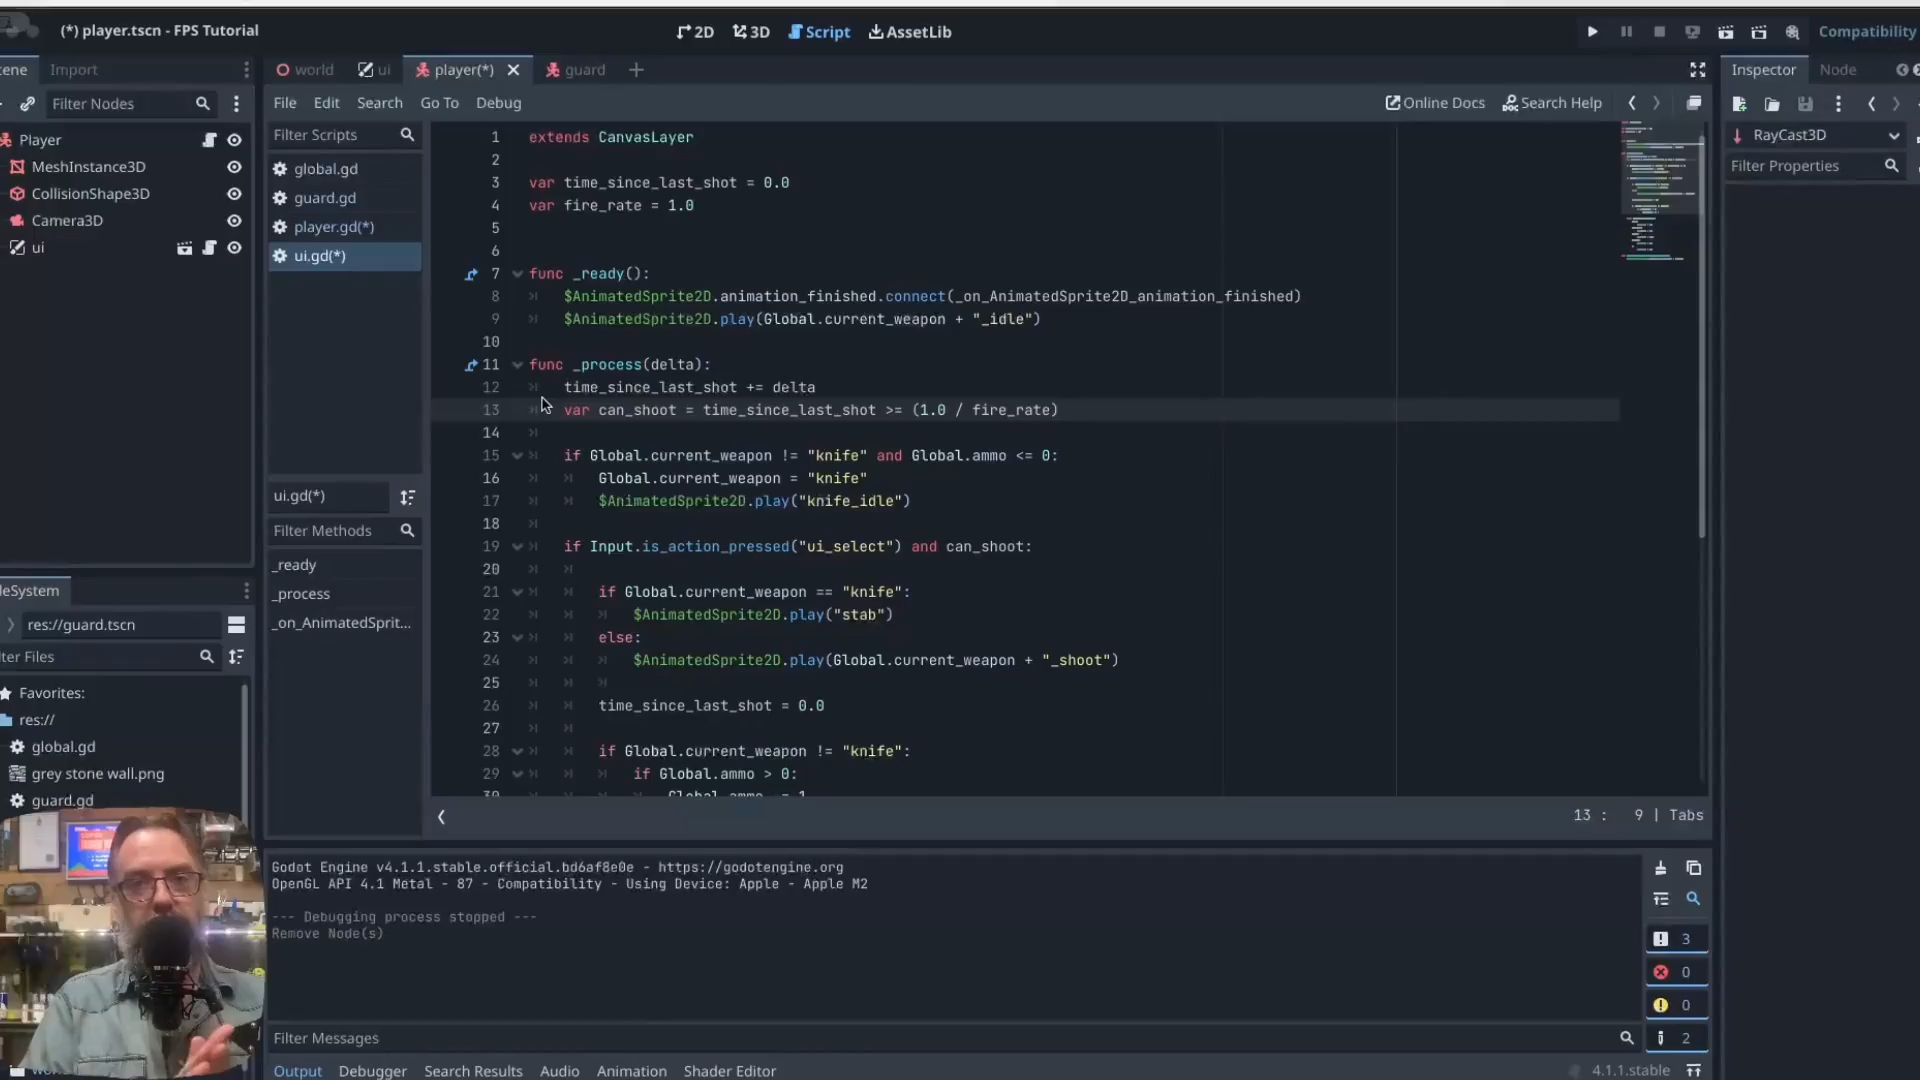 (*) player.tscn - FPS Tutorial
2D 3D Script AssetLib
Compatibility
Import
world ui player(*) guard
Inspector Node
Filter Nodes
File Edit Search Go To Debug
Online Docs Search Help
Player
MeshInstance3D
CollisionShape3D
Camera3D
ui
Filter Scripts
global.gd
guard.gd
player.gd(*)
ui.gd(*)
ui.gd(*)
Filter Methods
_ready
_process
_on_AnimatedSprit...
1 extends CanvasLayer
2
3 var time_since_last_shot = 0.0
4 var fire_rate = 1.0
5
6
7 func _ready():
8 $AnimatedSprite2D.animation_finished.connect(_on_AnimatedSprite2D_animation_finished)
9 $AnimatedSprite2D.play(Global.current_weapon + "_idle")
10
11 func _process(delta):
12 time_since_last_shot += delta
13 var can_shoot = time_since_last_shot >= (1.0 / fire_rate)
14
15 if Global.current_weapon != "knife" and Global.ammo <= 0:
16 Global.current_weapon = "knife"
17 $AnimatedSprite2D.play("knife_idle")
18
19 if Input.is_action_pressed("ui_select") and can_shoot:
20
21 if Global.current_weapon == "knife":
22 $AnimatedSprite2D.play("stab")
23 else:
24 $AnimatedSprite2D.play(Global.current_weapon + "_shoot")
25
26 time_since_last_shot = 0.0
27
28 if Global.current_weapon != "knife":
29 if Global.ammo > 0:
13 : 9 | Tabs
RayCast3D
Filter Properties
res://guard.tscn
Favorites:
res://
global.gd
grey stone wall.png
guard.gd
Godot Engine v4.1.1.stable.official.bd6af8e0e - https://godotengine.org
OpenGL API 4.1 Metal - 87 - Compatibility - Using Device: Apple - Apple M2
--- Debugging process stopped ---
Remove Node(s)
3
0
0
2
Filter Messages
Output Debugger Search Results Audio Animation Shader Editor
4.1.1.stable